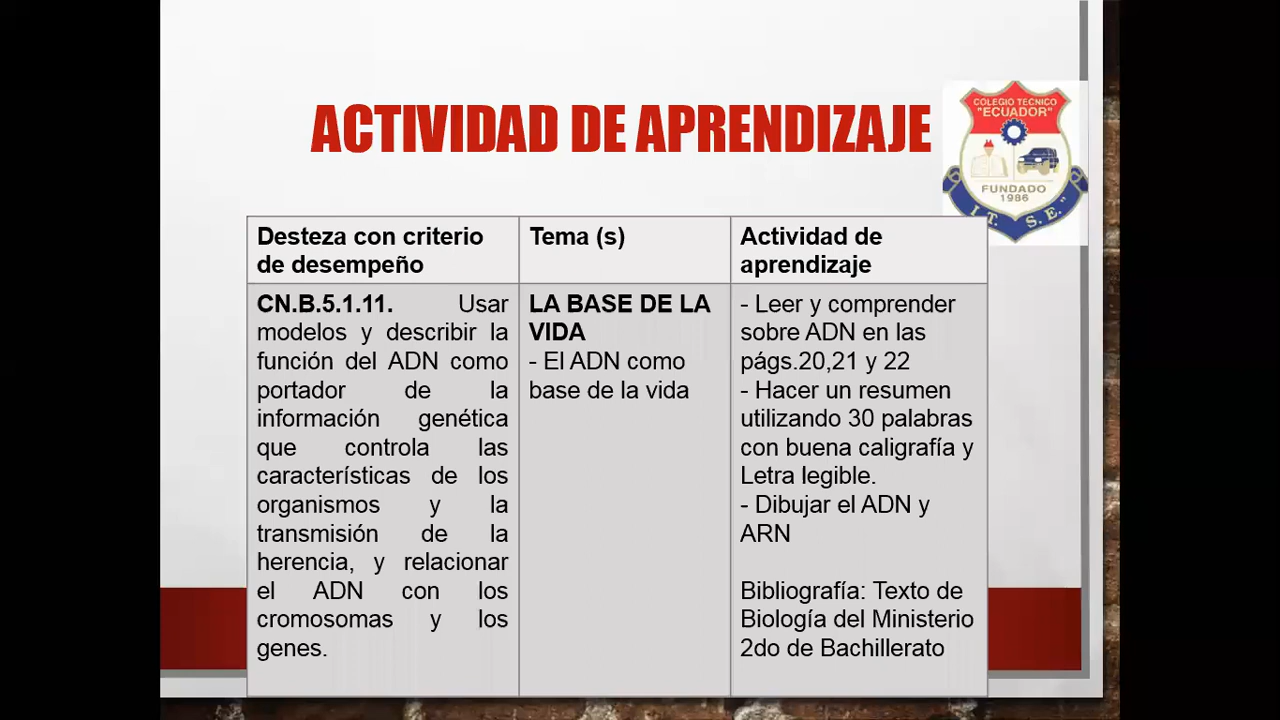 ACTIVIDAD DE APRENDIZAJE
COLEGIO TECNICO
"ECUADOR"
FUNDADO
1986
I.T. S.E."
Desteza con criterio
de desempeño
Tema (s)
Actividad de
aprendizaje
CN.B.5.1.11. Usar
modelos y describir la
función del ADN como
portador de la
información genética
que controla las
características de los
organismos y la
transmisión de la
herencia, y relacionar
el ADN con los
cromosomas y los
genes.
LA BASE DE LA
VIDA
- El ADN como
base de la vida
- Leer y comprender
sobre ADN en las
págs.20,21 y 22
- Hacer un resumen
utilizando 30 palabras
con buena caligrafía y
Letra legible.
- Dibujar el ADN y
ARN
Bibliografía: Texto de
Biología del Ministerio
2do de Bachillerato